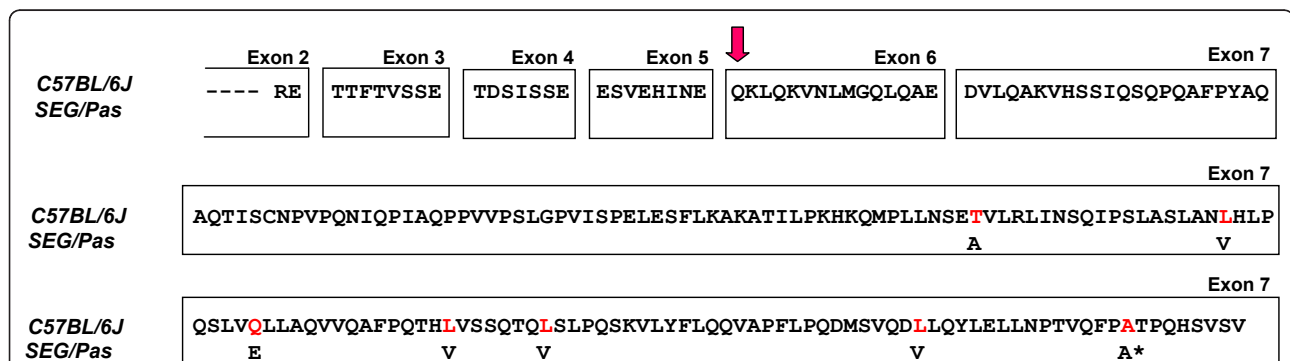 Exon 2 Exon 3 Exon 4 Exon 5 Exon 6 Exon 7
C57BL/6J ---- RE TTFTVSSE TDSISSE ESVEHINE QKLQKVNLMGQLQAE DVLQAKVHSSIQSQPQAFPYAQ
SEG/Pas
Exon 7
C57BL/6J AQTISCNPVPQNIQPIAQPPVVPSLGPVISPELESFLKAKATILPKHKQMPLLNSETVLRLINSQIPSLASLANLHLP
SEG/Pas A V
Exon 7
C57BL/6J QSLVQLLAQVVQAFPQTHLVSSQTQLSLPQSKVLYFLQQVAPFLPQDMSVQDLLQYLELLNPTVQFPATPQHSVSV
SEG/Pas E V V V A*